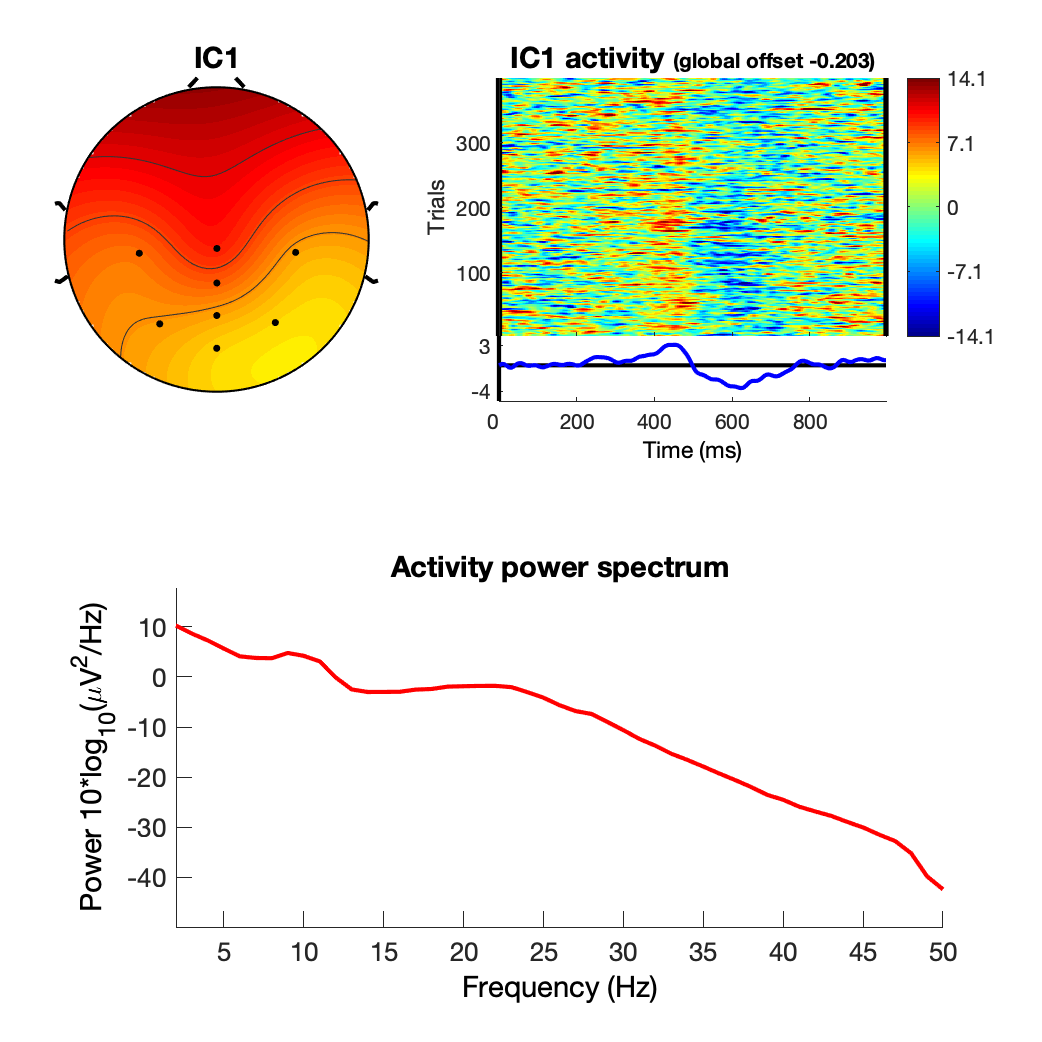 IC1
IC1 activity (global offset -0.203)
14.1
7.1
0
-7.1
-14.1
Trials
300
200
100
3
-4
0 200 400 600 800
Time (ms)
Activity power spectrum
Power 10*log10(μV2/Hz)
10
0
-10
-20
-30
-40
5 10 15 20 25 30 35 40 45 50
Frequency (Hz)